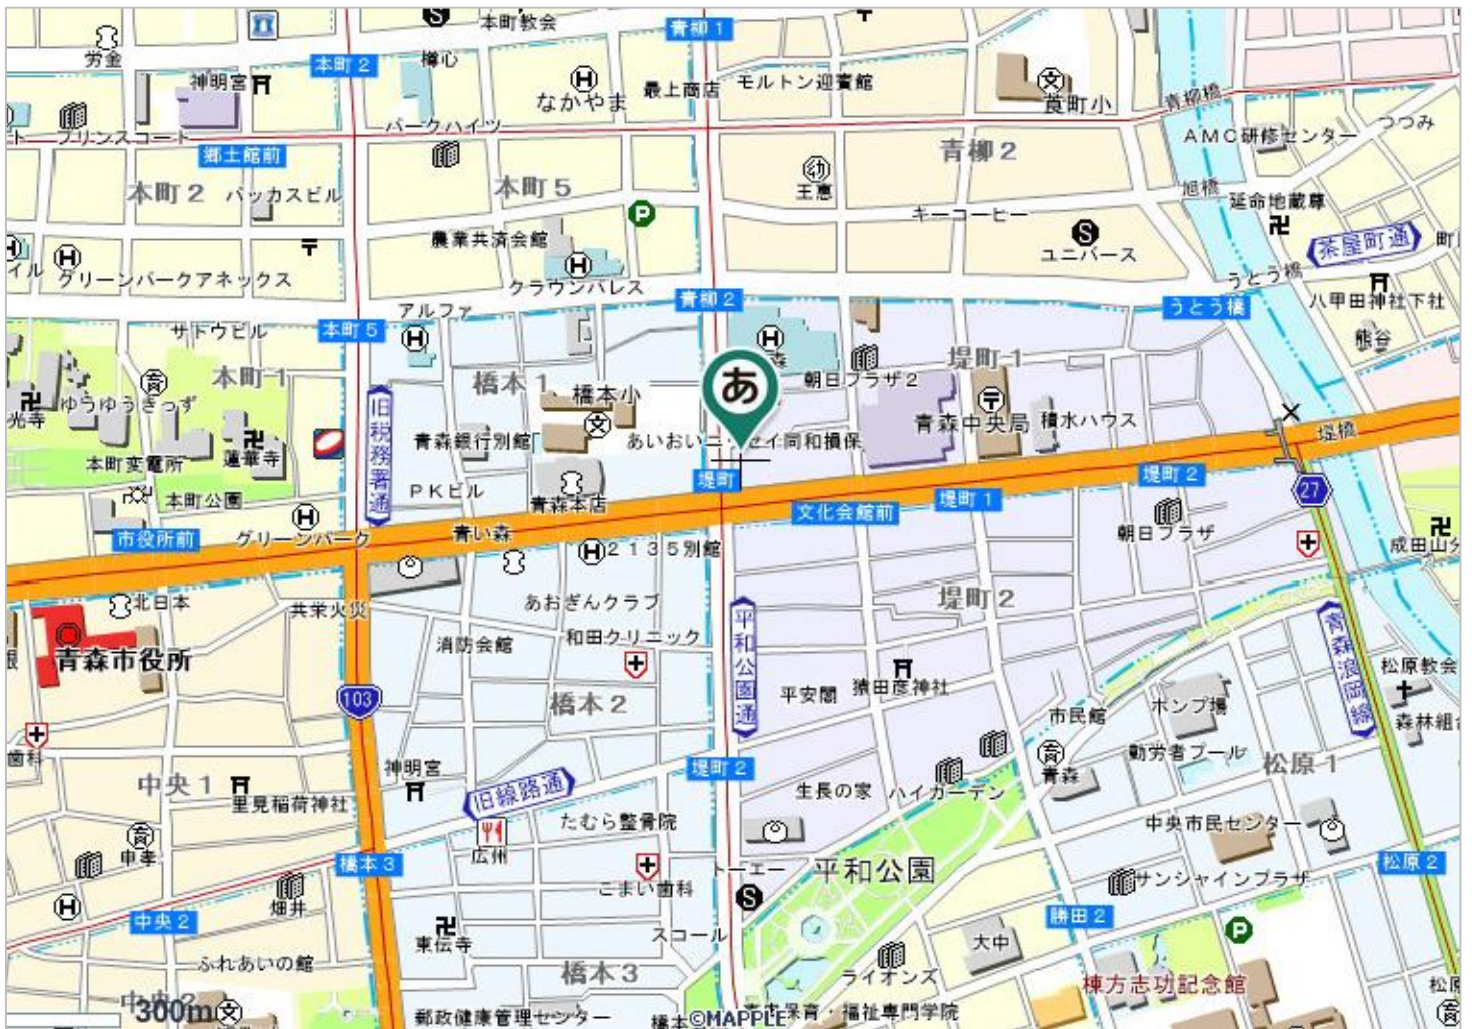 本町教会
青柳1
労金
本町2
樽心
最上商店
モルトン迎賓館
神明宮
なかやま
莨町小
青柳橋
プリンスコート
パークハイツ
AMC研修センター
つつみ
郷土館前
青柳2
本町2
バッカスビル
本町5
王恵
旭橋
延命地蔵尊
P
キーコーヒー
農業共済会館
茶屋町通
ユニバース
グリーンパークアネックス
クラウンパレス
うとう橋
八甲田神社下社
アルファ
青柳2
うとう橋
サトウビル
本町5
熊谷
堤町1
本町1
橋本1
橋本小
朝日プラザ2
あ
ゆうゆうきっず
光寺
旧税務署通
青森銀行別館
あいおいニッセイ同和損保
青森中央局
積水ハウス
堤橋
本町変電所
蓮華寺
堤町
堤町2
PKビル
青森本店
堤町1
27
本町公園
文化会館前
市役所前
グリーンパーク
青い森
2135別館
朝日プラザ
成田山分
北日本
共栄火災
あおぎんクラブ
堤町2
平和公園通
青森浪岡線
消防会館
和田クリニック
青森市役所
松原教会
103
橋本2
平安閣
猿田彦神社
ポンプ場
市民館
森林組合
歯科
勤労者プール
神明宮
堤町2
松原1
中央1
青森
里見稲荷神社
旧線路通
生長の家
ハイガーデン
たむら整骨院
中央市民センター
申孝
広州
橋本3
トーエー
平和公園
松原2
こまい歯科
サンシャインプラザ
畑井
中央2
勝田2
P
東伝寺
スコール
大中
ふれあいの館
橋本3
ライオンズ
棟方志功記念館
中央2
300m
郵政健康管理センター
橋本
©MAPPLE
保育・福祉専門学院